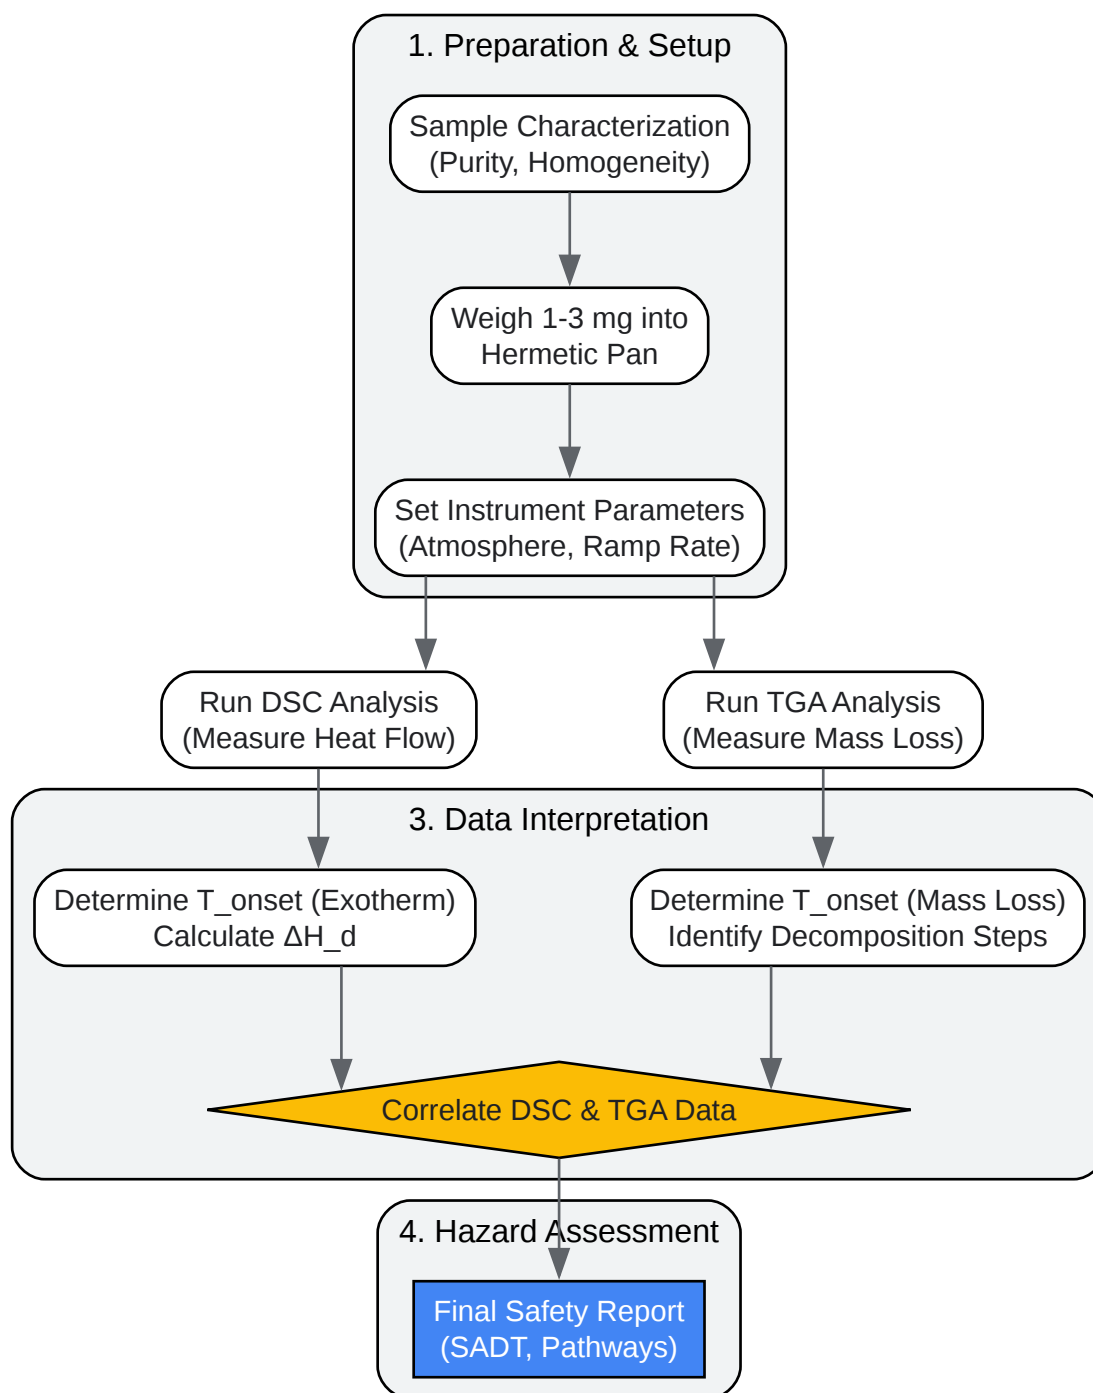 1. Preparation & Setup
Sample Characterization
(Purity, Homogeneity)
Weigh 1-3 mg into
Hermetic Pan
Set Instrument Parameters
(Atmosphere, Ramp Rate)
Run DSC Analysis
(Measure Heat Flow)
Run TGA Analysis
(Measure Mass Loss)
3. Data Interpretation
Determine T_onset (Exotherm)
Calculate ΔH_d
Determine T_onset (Mass Loss)
Identify Decomposition Steps
Correlate DSC & TGA Data
4. Hazard Assessment
Final Safety Report
(SADT, Pathways)